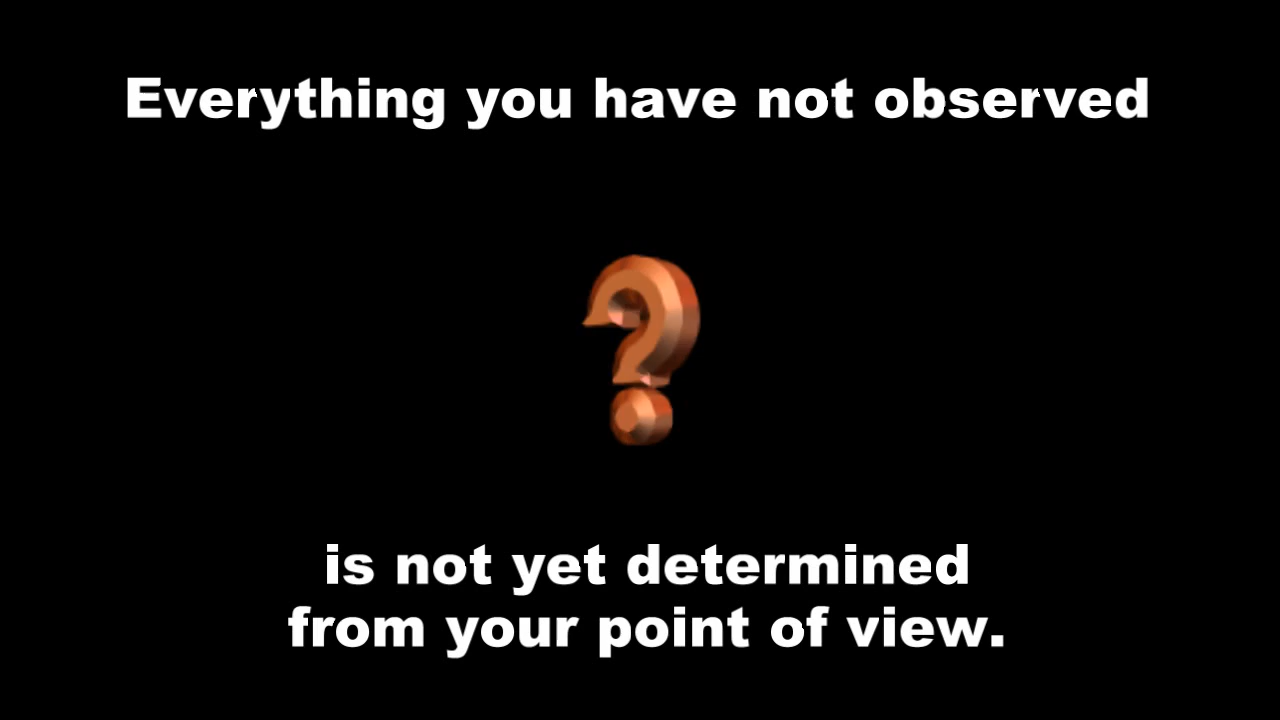 Everything you have not observed
?
is not yet determined
from your point of view.